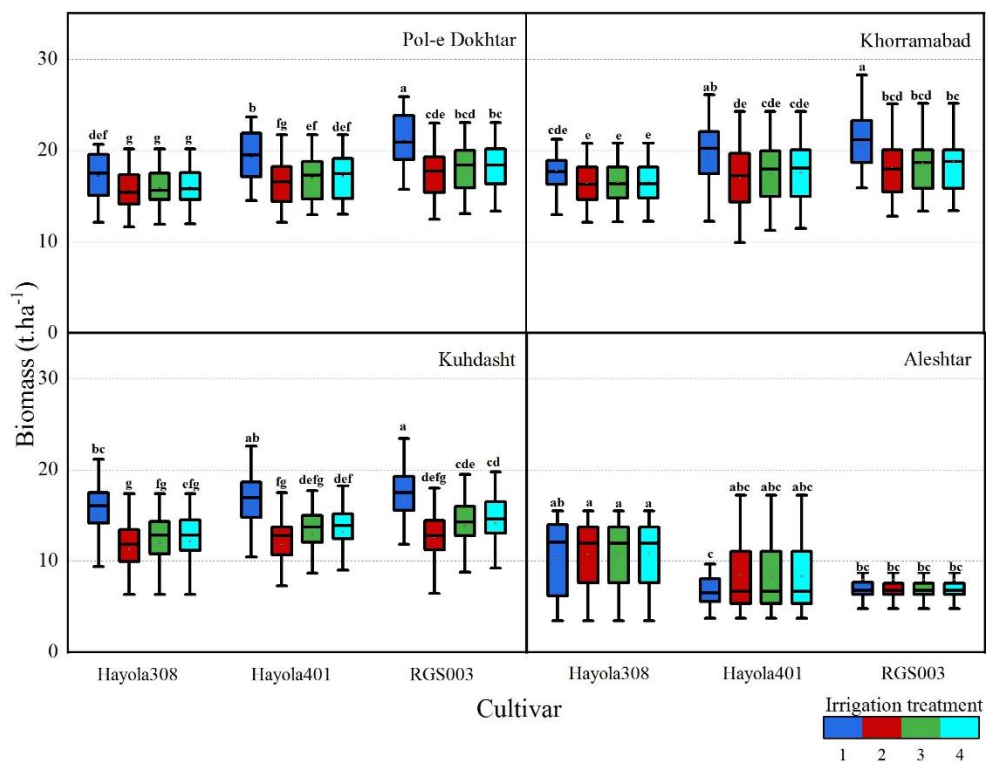 Pol-e Dokhtar
Khorramabad
30
def g g g b fg ef def a cde bcd bc
cde e e e ab de cde cde a bcd bcd bc
20
10
0
Kuhdasht
Aleshtar
30
bc g fg efg ab fg defg def a defg cde cd
ab a a a c abc abc abc bc bc bc bc
20
10
0
Biomass (t.ha⁻¹)
Hayola308 Hayola401 RGS003 Hayola308 Hayola401 RGS003
Cultivar
Irrigation treatment
1 2 3 4